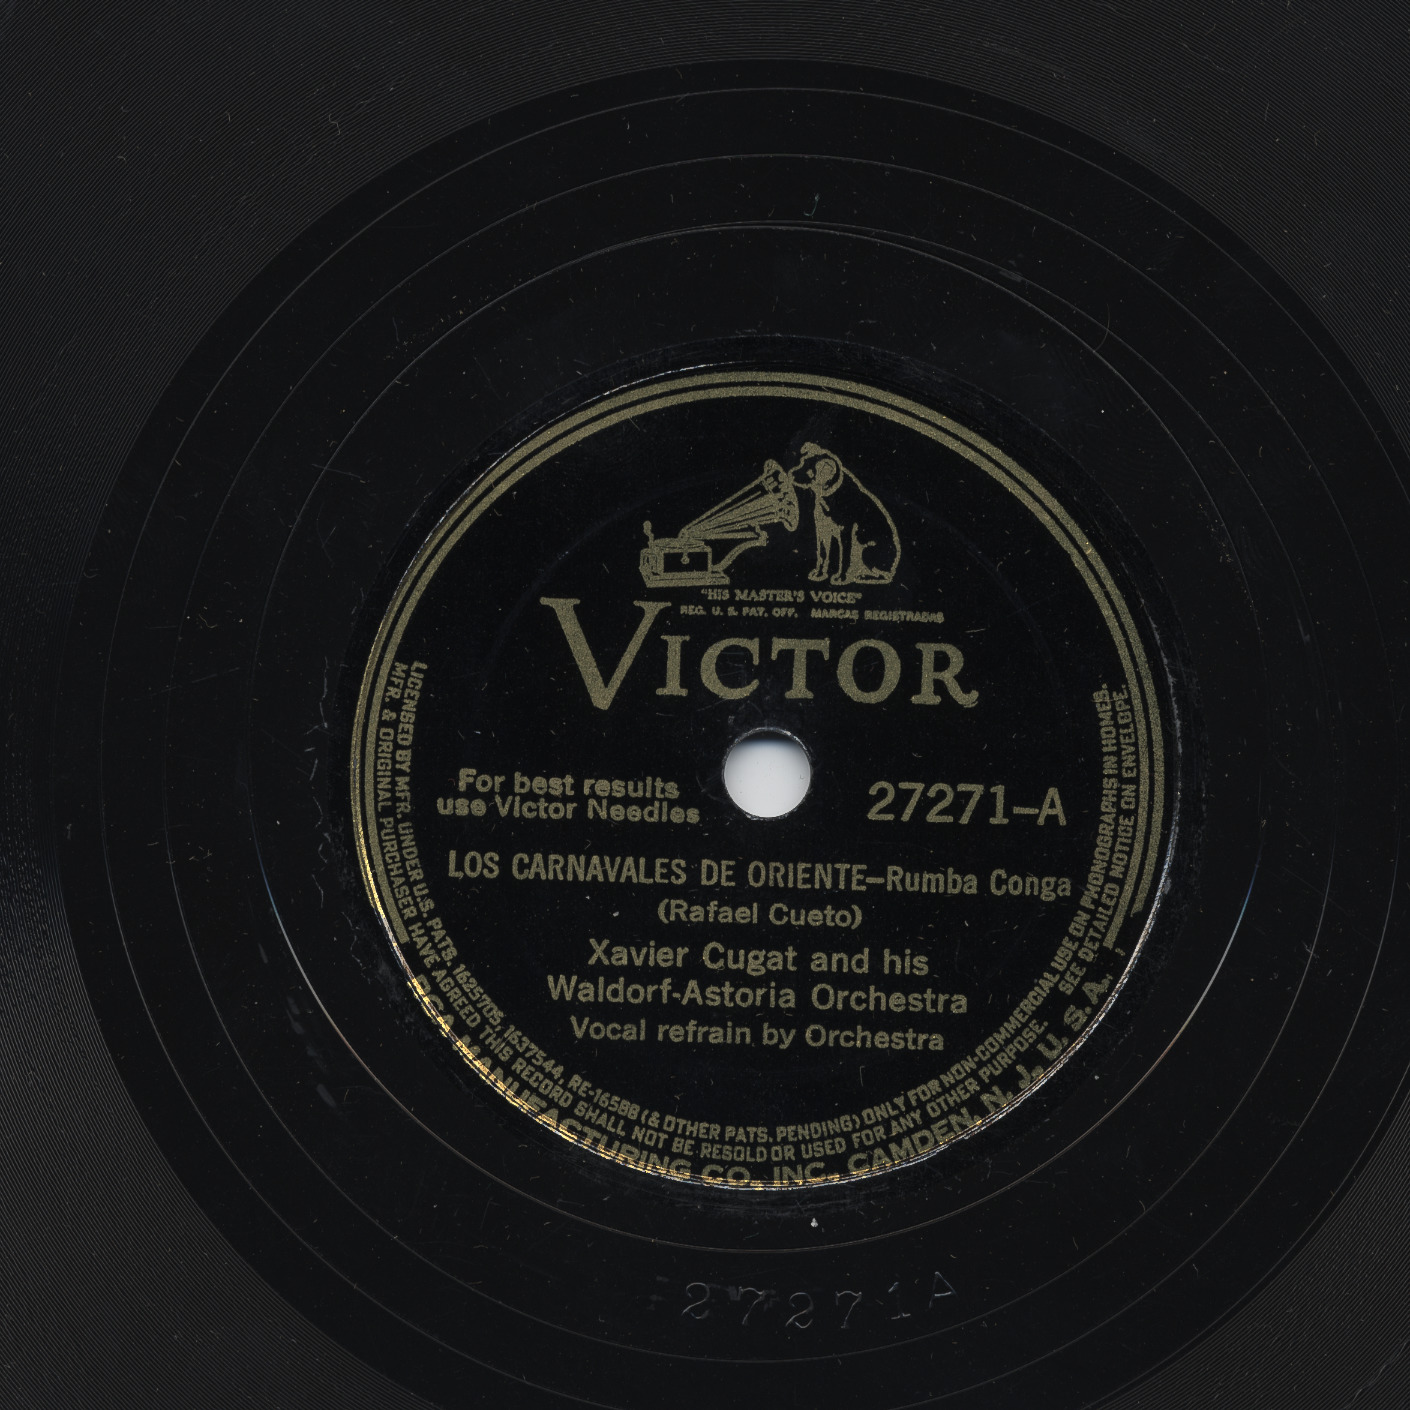 "HIS MASTER'S VOICE"
REG. U. S. PAT. OFF. MARCAS REGISTRADAS
VICTOR
For best results
use Victor Needles
27271–A
LOS CARNAVALES DE ORIENTE–Rumba Conga
(Rafael Cueto)
Xavier Cugat and his
Waldorf-Astoria Orchestra
Vocal refrain by Orchestra
LICENSED BY MFR. UNDER U.S. PATS. 1625705, 1637544, RE-16588 (& OTHER PATS. PENDING) ONLY FOR NON-COMMERCIAL USE ON PHONOGRAPHS IN HOMES.
MFR. & ORIGINAL PURCHASER HAVE AGREED THIS RECORD SHALL NOT BE RESOLD OR USED FOR ANY OTHER PURPOSE. SEE DETAILED NOTICE ON ENVELOPE.
RCA MANUFACTURING CO., INC., CAMDEN, N. J., U. S. A.
27271A